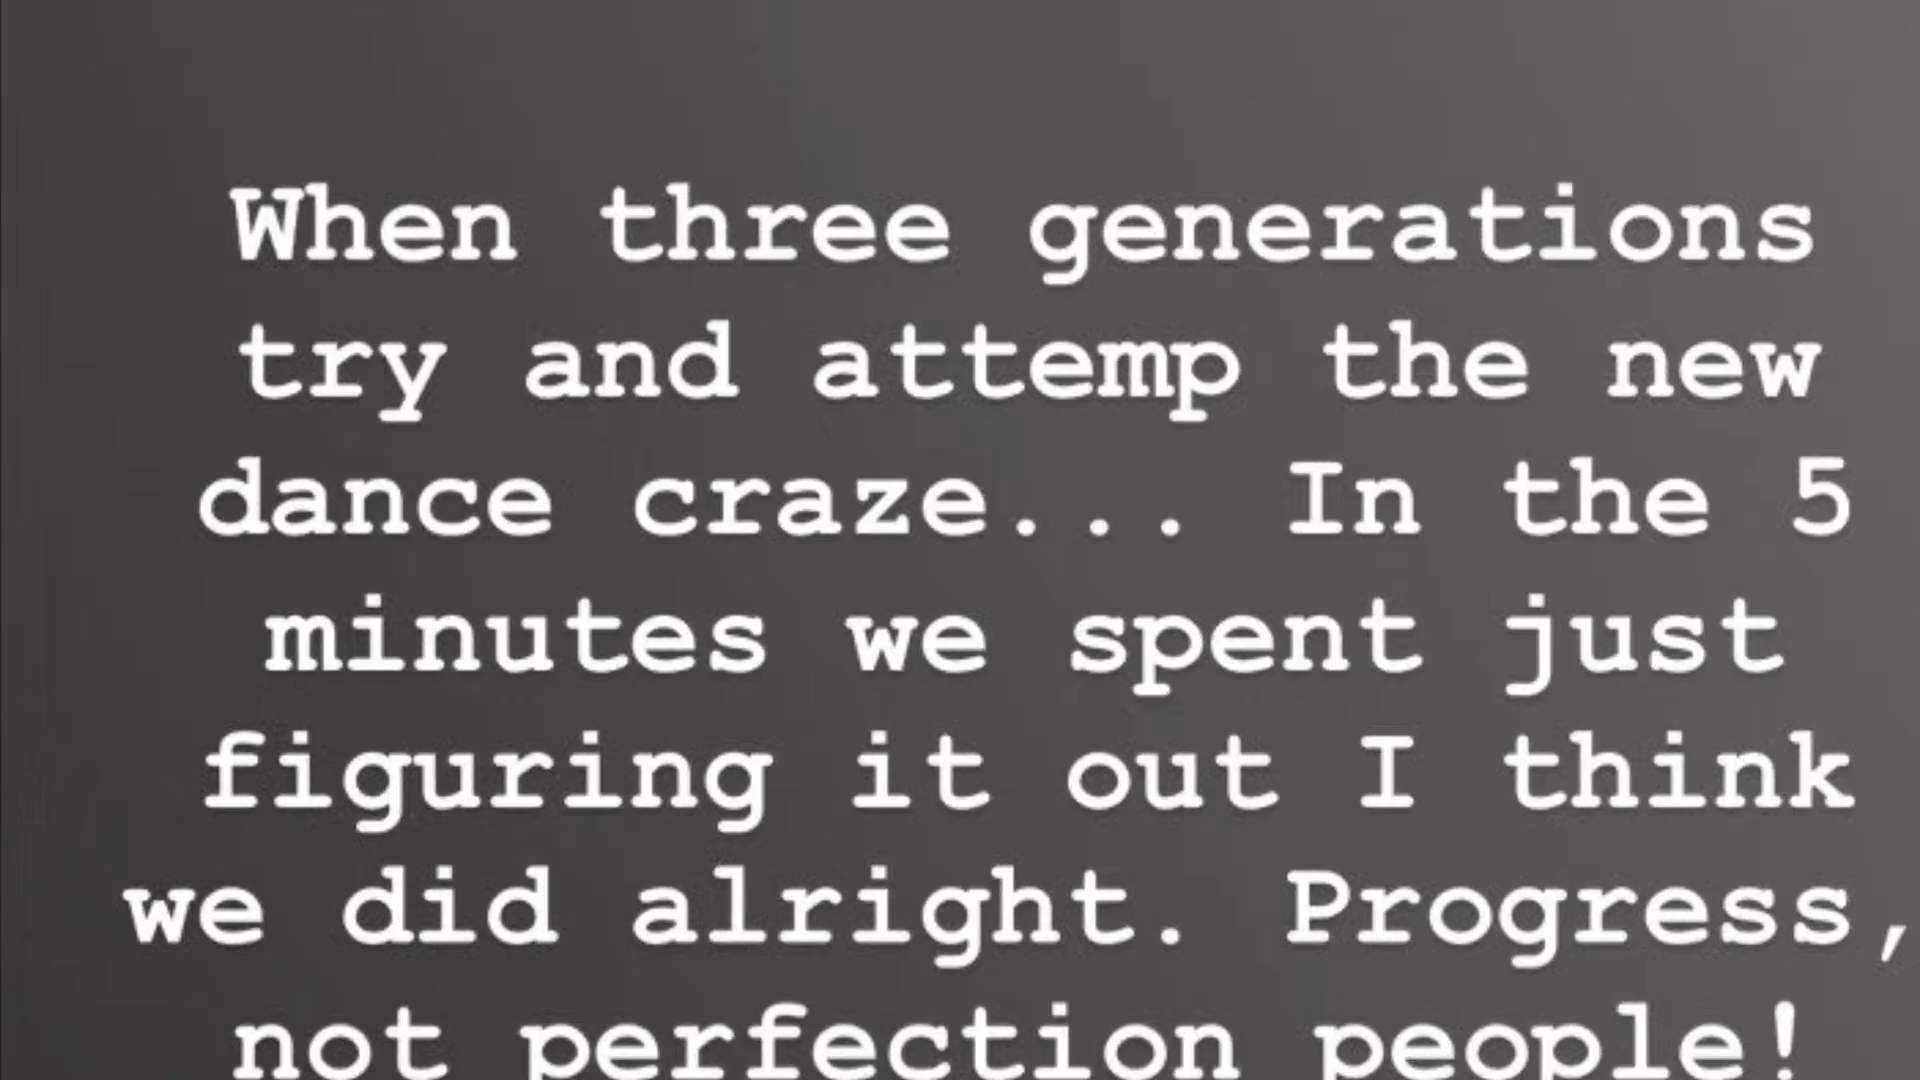 When three generations
try and attemp the new
dance craze... In the 5
minutes we spent just
figuring it out I think
we did alright. Progress,
not perfection people!